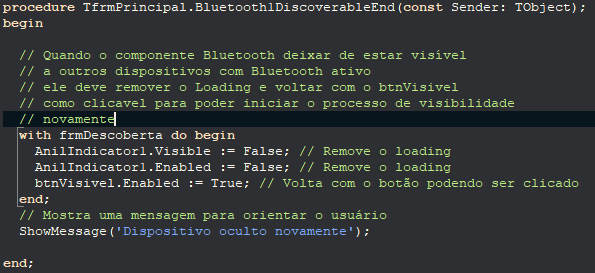 procedure TfrmPrincipal.Bluetooth1DiscoverableEnd(const Sender: TObject);
begin
// Quando o componente Bluetooth deixar de estar visível
// a outros dispositivos com Bluetooth ativo
// ele deve remover o Loading e voltar com o btnVisivel
// como clicavel para poder iniciar o processo de visibilidade
// novamente
with frmDescoberta do begin
AnilIndicator1.Visible := False; // Remove o loading
AnilIndicator1.Enabled := False; // Remove o loading
btnVisivel.Enabled := True; // Volta com o botão podendo ser clicado
end;
// Mostra uma mensagem para orientar o usuário
ShowMessage('Dispositivo oculto novamente');
end;